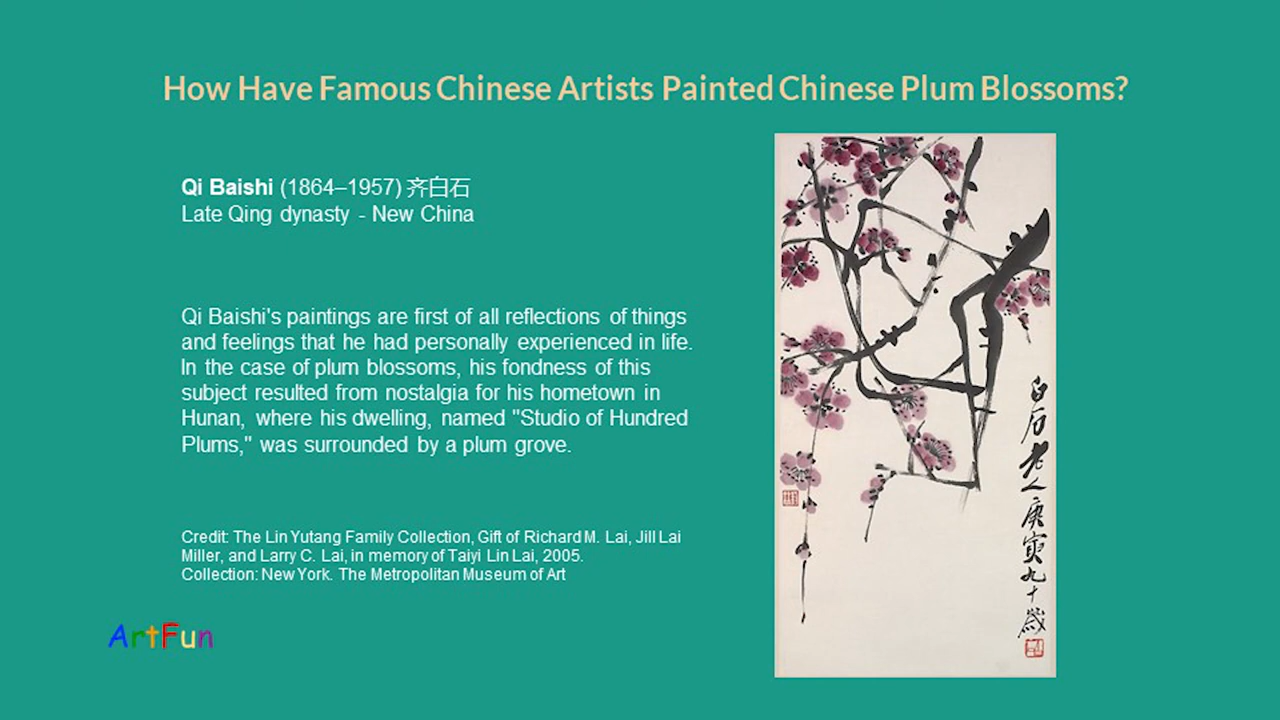 How Have Famous Chinese Artists Painted Chinese Plum Blossoms?
Qi Baishi (1864–1957) 齐白石
Late Qing dynasty - New China
Qi Baishi's paintings are first of all reflections of things
and feelings that he had personally experienced in life.
In the case of plum blossoms, his fondness of this
subject resulted from nostalgia for his hometown in
Hunan, where his dwelling, named "Studio of Hundred
Plums," was surrounded by a plum grove.
Credit: The Lin Yutang Family Collection, Gift of Richard M. Lai, Jill Lai
Miller, and Larry C. Lai, in memory of Taiyi Lin Lai, 2005.
Collection: New York. The Metropolitan Museum of Art
ArtFun
白石老人庚寅九十歲